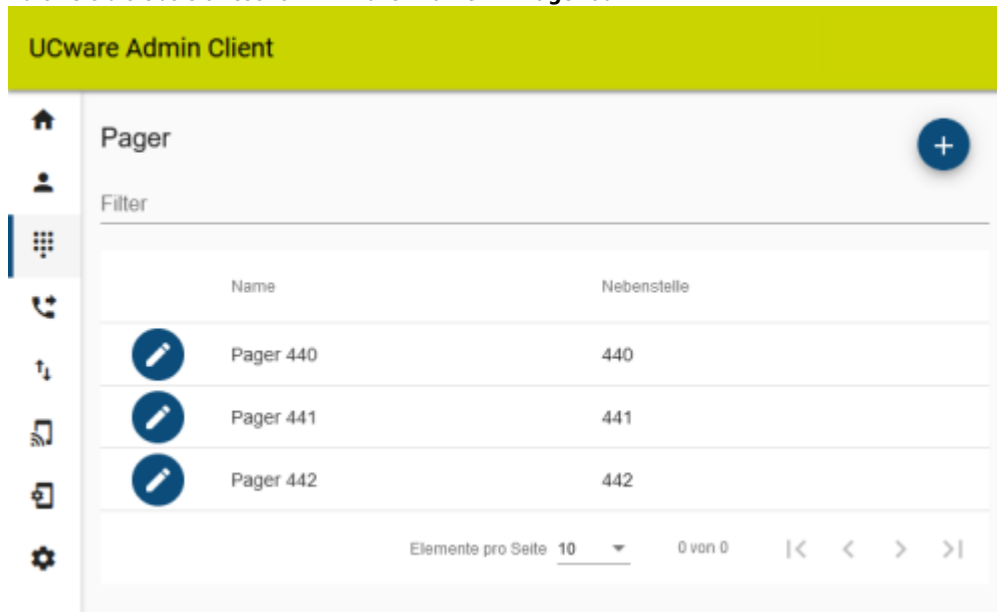 UCware Admin Client
Pager
Filter
Name Nebenstelle
Pager 440 440
Pager 441 441
Pager 442 442
Elemente pro Seite 10 0 von 0